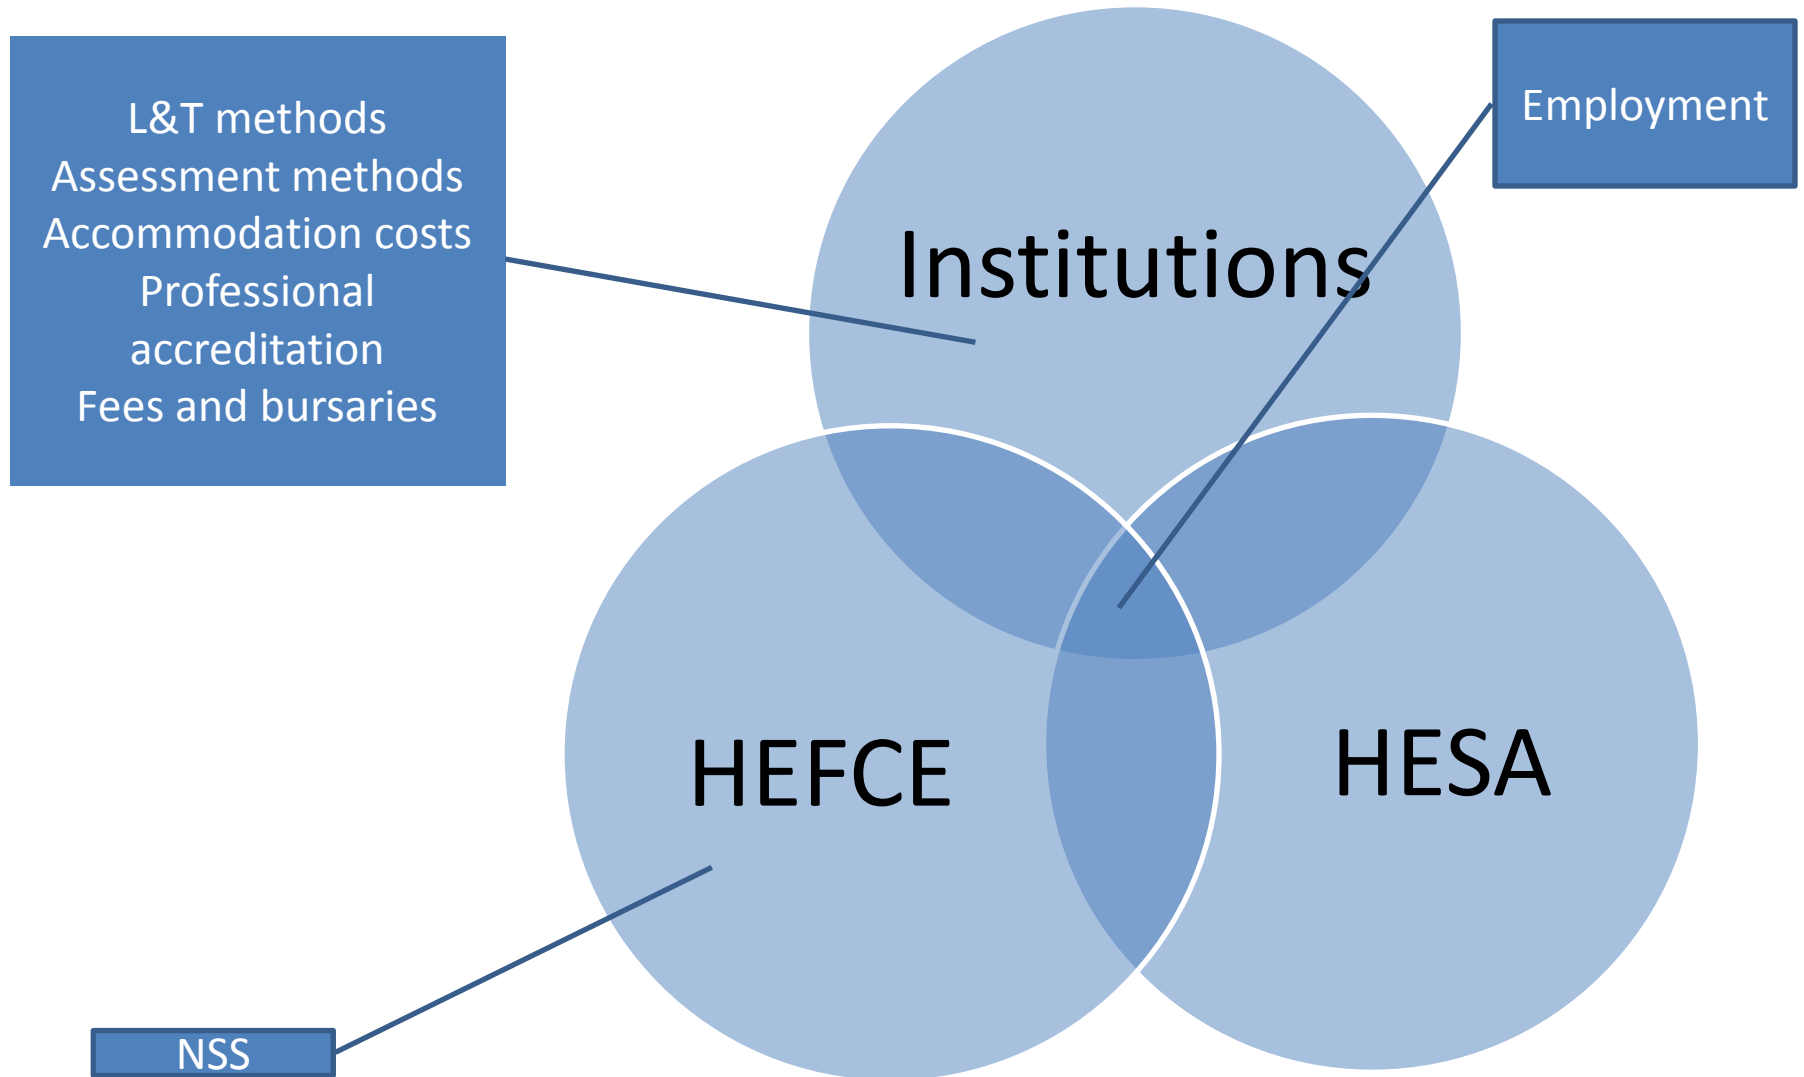 L&T methods
Assessment methods
Accommodation costs
Professional
accreditation
Fees and bursaries
Employment
Institutions
HEFCE
HESA
NSS